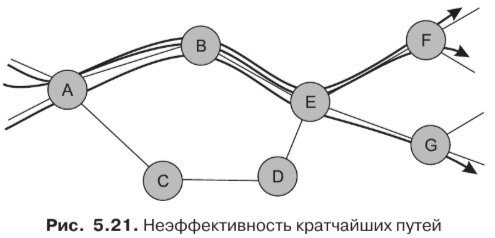 A
B
F
E
G
C
D
Рис. 5.21. Неэффективность кратчайших путей